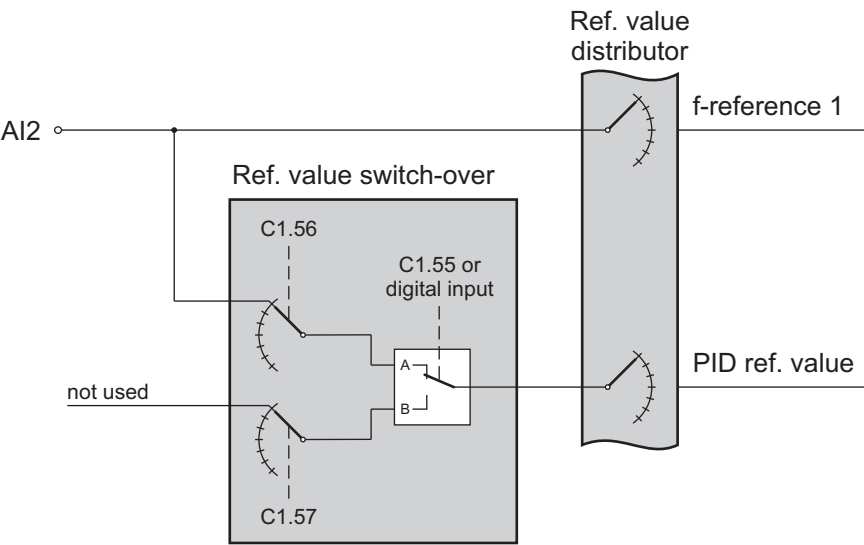 Ref. value
distributor
f-reference 1
AI2
Ref. value switch-over
C1.56
C1.55 or
digital input
A
PID ref. value
not used
B
C1.57